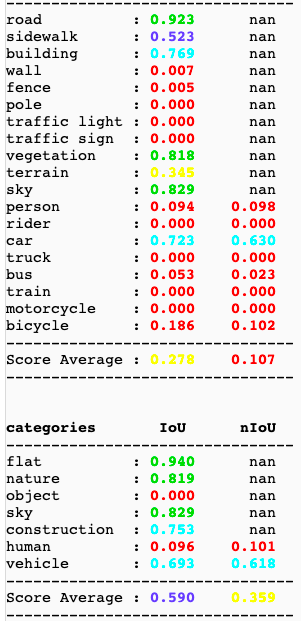 --------------------------------
road : 0.923 nan
sidewalk : 0.523 nan
building : 0.769 nan
wall : 0.007 nan
fence : 0.005 nan
pole : 0.000 nan
traffic light : 0.000 nan
traffic sign : 0.000 nan
vegetation : 0.818 nan
terrain : 0.345 nan
sky : 0.829 nan
person : 0.094 0.098
rider : 0.000 0.000
car : 0.723 0.630
truck : 0.000 0.000
bus : 0.053 0.023
train : 0.000 0.000
motorcycle : 0.000 0.000
bicycle : 0.186 0.102
--------------------------------
Score Average : 0.278 0.107
--------------------------------
categories IoU nIoU
--------------------------------
flat : 0.940 nan
nature : 0.819 nan
object : 0.000 nan
sky : 0.829 nan
construction : 0.753 nan
human : 0.096 0.101
vehicle : 0.693 0.618
--------------------------------
Score Average : 0.590 0.359
--------------------------------